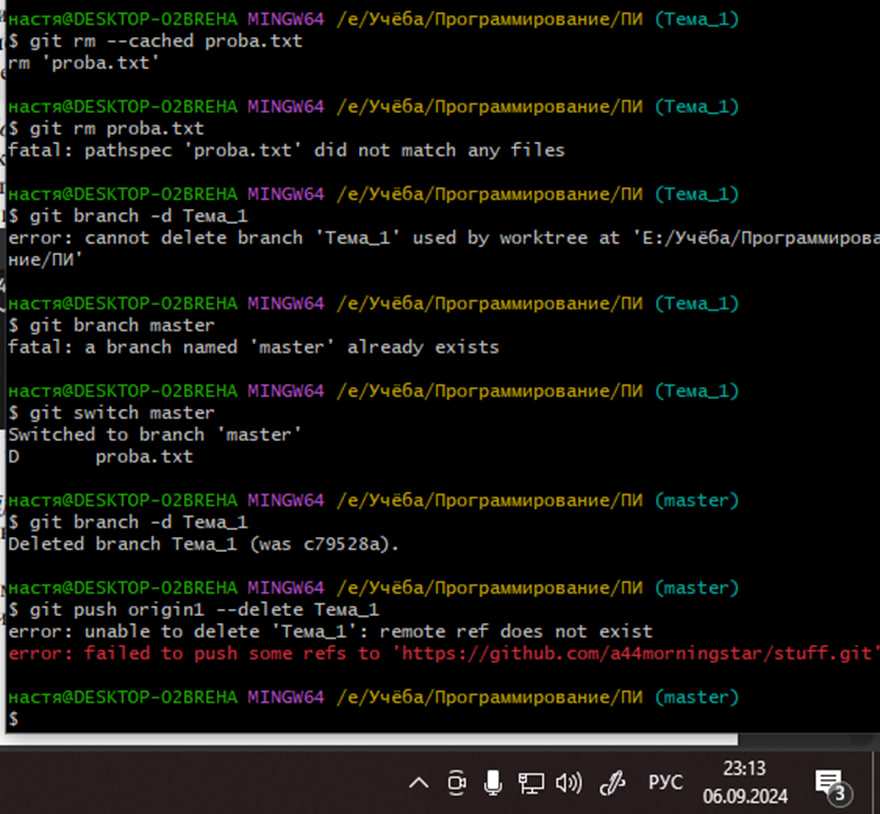 настя@DESKTOP-O2BREHA MINGW64 /e/Учёба/Программирование/ПИ (Тема_1)
$ git rm --cached proba.txt
rm 'proba.txt'
настя@DESKTOP-O2BREHA MINGW64 /e/Учёба/Программирование/ПИ (Тема_1)
$ git rm proba.txt
fatal: pathspec 'proba.txt' did not match any files
настя@DESKTOP-O2BREHA MINGW64 /e/Учёба/Программирование/ПИ (Тема_1)
$ git branch -d Тема_1
error: cannot delete branch 'Тема_1' used by worktree at 'E:/Учёба/Программирова
ние/ПИ'
настя@DESKTOP-O2BREHA MINGW64 /e/Учёба/Программирование/ПИ (Тема_1)
$ git branch master
fatal: a branch named 'master' already exists
настя@DESKTOP-O2BREHA MINGW64 /e/Учёба/Программирование/ПИ (Тема_1)
$ git switch master
Switched to branch 'master'
D       proba.txt
настя@DESKTOP-O2BREHA MINGW64 /e/Учёба/Программирование/ПИ (master)
$ git branch -d Тема_1
Deleted branch Тема_1 (was c79528a).
настя@DESKTOP-O2BREHA MINGW64 /e/Учёба/Программирование/ПИ (master)
$ git push origin1 --delete Тема_1
error: unable to delete 'Тема_1': remote ref does not exist
error: failed to push some refs to 'https://github.com/a44morningstar/stuff.git'
настя@DESKTOP-O2BREHA MINGW64 /e/Учёба/Программирование/ПИ (master)
$
РУС
23:13
06.09.2024
3